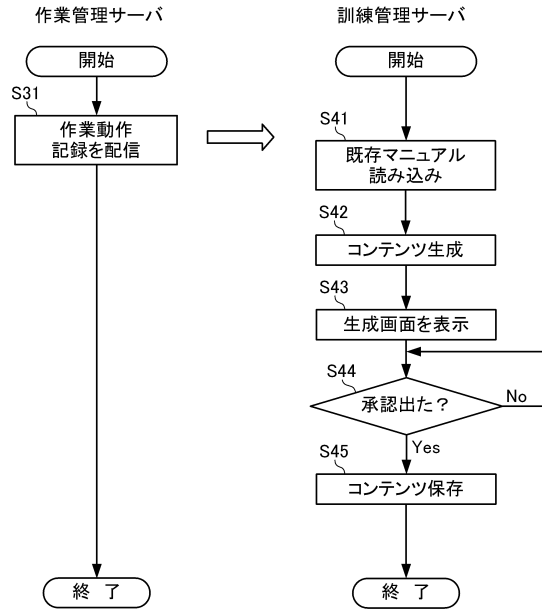 作業管理サーバ
開始
S31
作業動作
記録を配信
終 了
訓練管理サーバ
開始
S41
既存マニュアル
読み込み
S42
コンテンツ生成
S43
生成画面を表示
S44
承認出た？
No
Yes
S45
コンテンツ保存
終 了